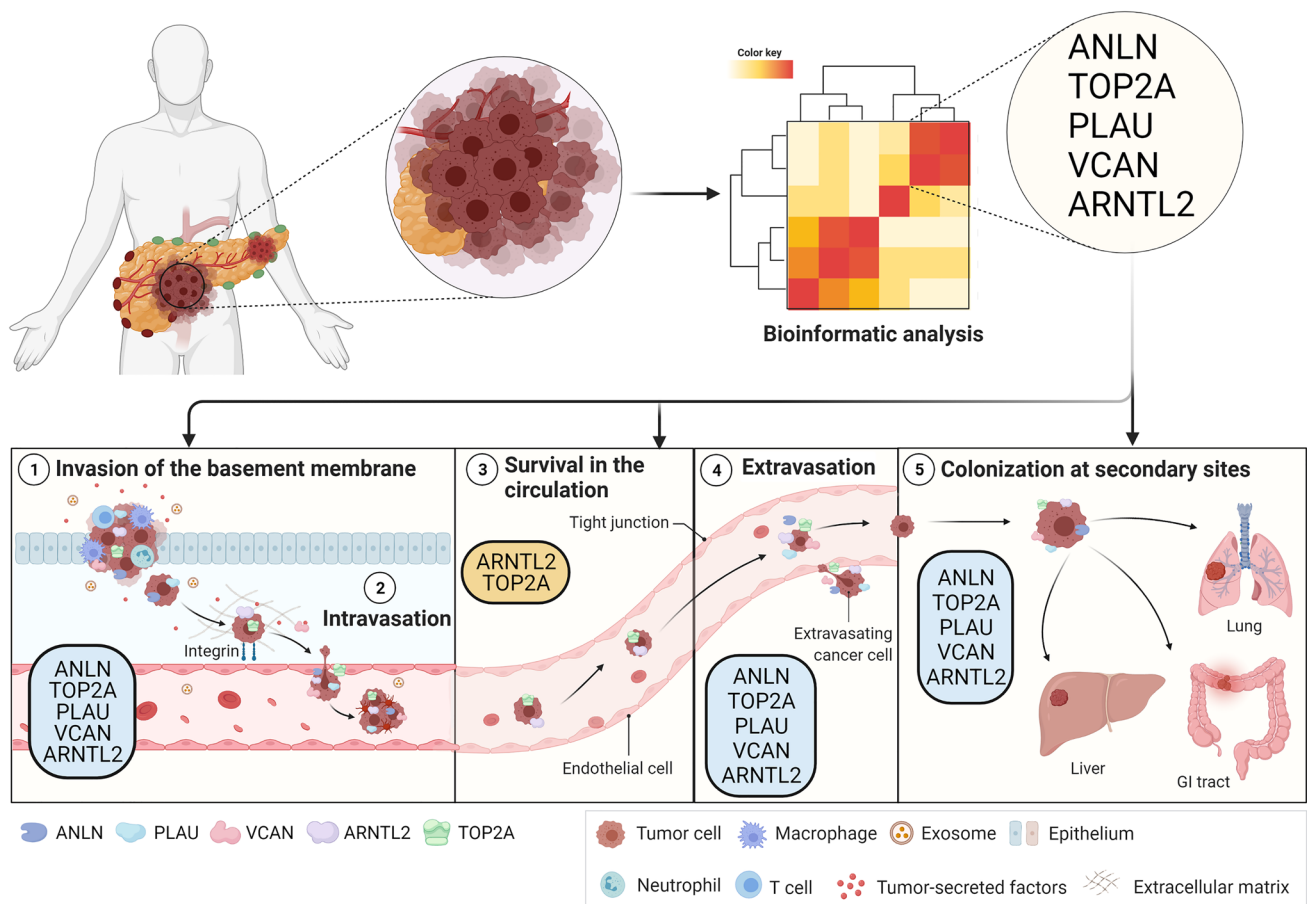 Color key
ANLN
TOP2A
PLAU
VCAN
ARNTL2
Bioinformatic analysis
1 Invasion of the basement membrane
2
Intravasation
Integrin
ANLN
TOP2A
PLAU
VCAN
ARNTL2
3 Survival in the
circulation
Tight junction
ARNTL2
TOP2A
Endothelial cell
4 Extravasation
Extravasating
cancer cell
ANLN
TOP2A
PLAU
VCAN
ARNTL2
5 Colonization at secondary sites
ANLN
TOP2A
PLAU
VCAN
ARNTL2
Lung
Liver
GI tract
ANLN PLAU VCAN ARNTL2 TOP2A
Tumor cell Macrophage Exosome Epithelium
Neutrophil T cell Tumor-secreted factors Extracellular matrix